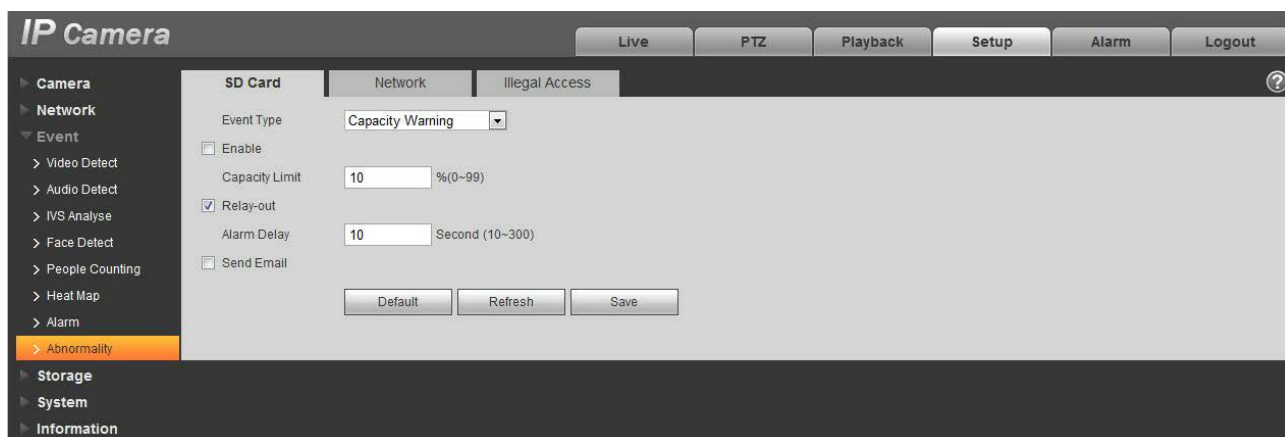 IP Camera
Live PTZ Playback Setup Alarm Logout
Camera
Network
Event
Video Detect
Audio Detect
IVS Analyse
Face Detect
People Counting
Heat Map
Alarm
Abnormality
Storage
System
Information
SD Card Network Illegal Access
?
Event Type Capacity Warning
Enable
Capacity Limit 10 %(0~99)
Relay-out
Alarm Delay 10 Second (10~300)
Send Email
Default Refresh Save